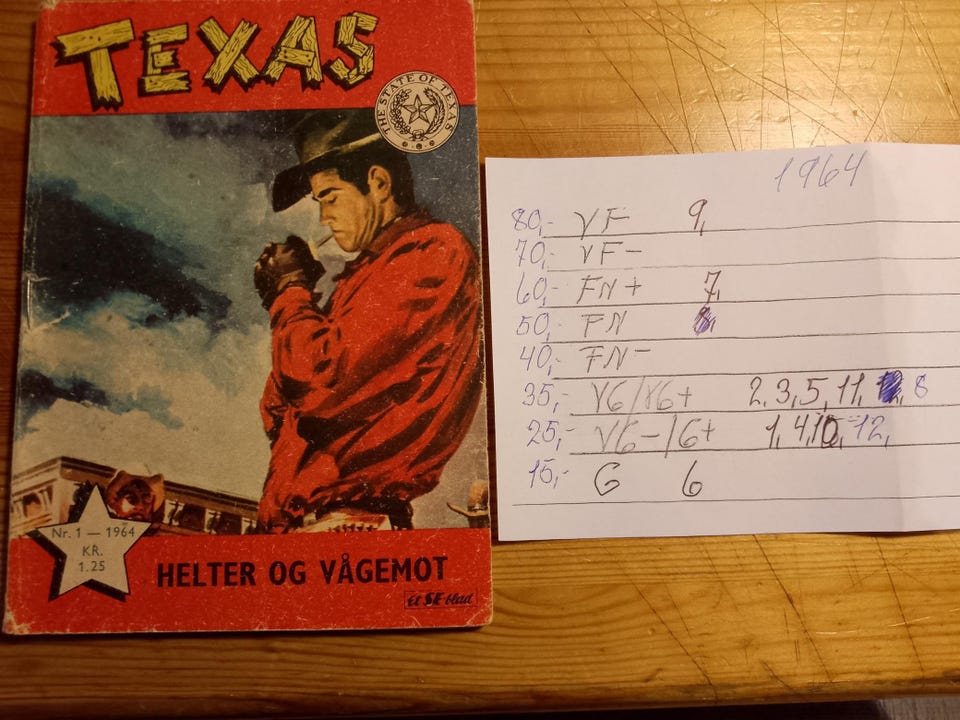 TEXAS
THE STATE OF TEXAS
Nr. 1 — 1964
KR.
1.25
HELTER OG VÅGEMOT
Et SE-blad
1964
80,- VF 9,
70,- VF-
60,- FN+ 7,
50,- FN
40,- FN-
35,- VG/VG+ 2,3,5,11, 8
25,- VG-/G+ 1,4,10,12,
15,- G 6